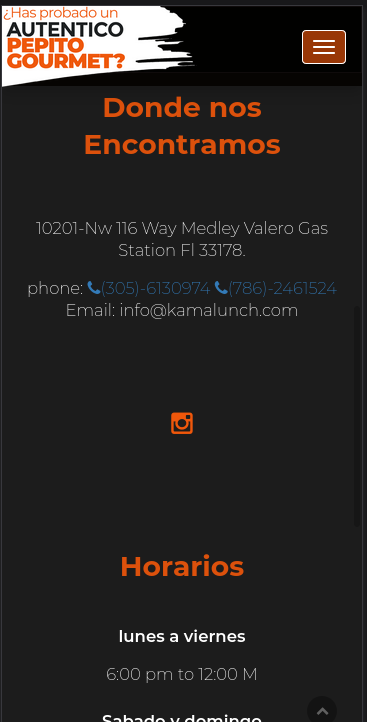 ¿Has probado un
AUTENTICO
PEPITO
GOURMET?
Donde nos
Encontramos
10201-Nw 116 Way Medley Valero Gas
Station Fl 33178.
phone: (305)-6130974 (786)-2461524
Email: info@kamalunch.com
Horarios
lunes a viernes
6:00 pm to 12:00 M
Sabado y domingo